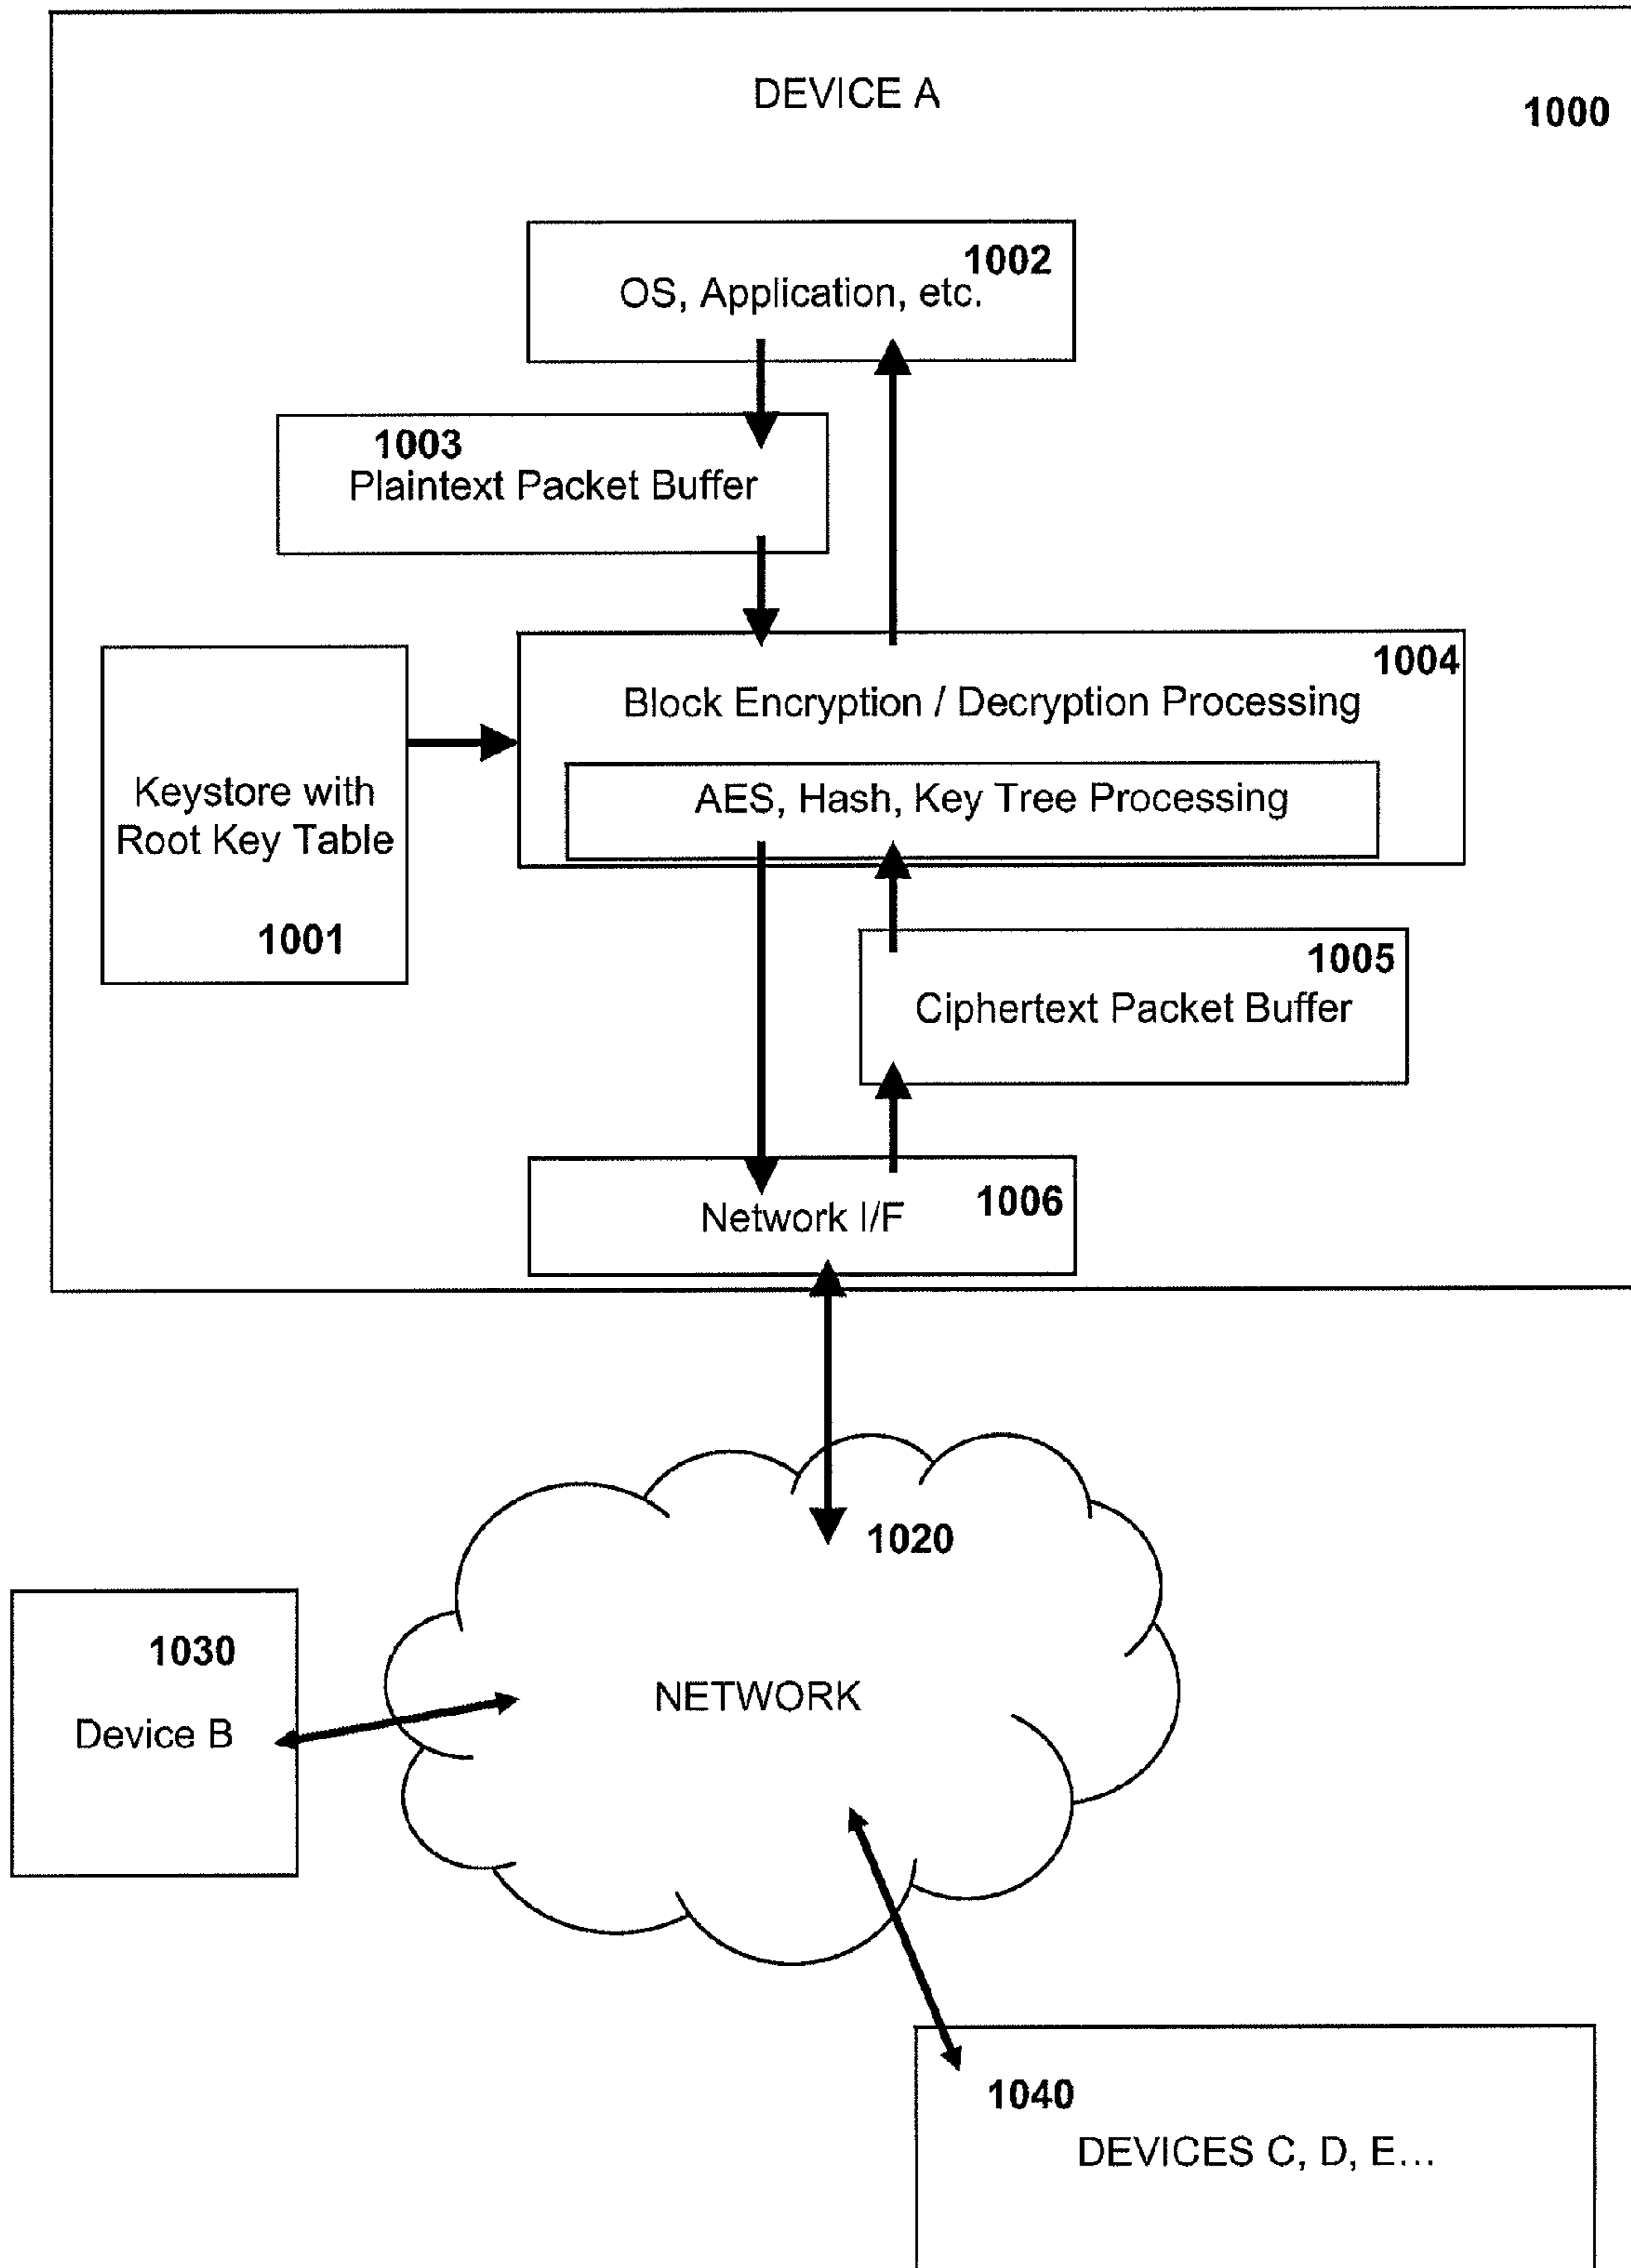 DEVICE A
1000
1002
OS, Application, etc.
1003
Plaintext Packet Buffer
1004
Block Encryption / Decryption Processing
AES, Hash, Key Tree Processing
Keystore with
Root Key Table
1001
1005
Ciphertext Packet Buffer
1006
Network I/F
1020
NETWORK
1030
Device B
1040
DEVICES C, D, E...